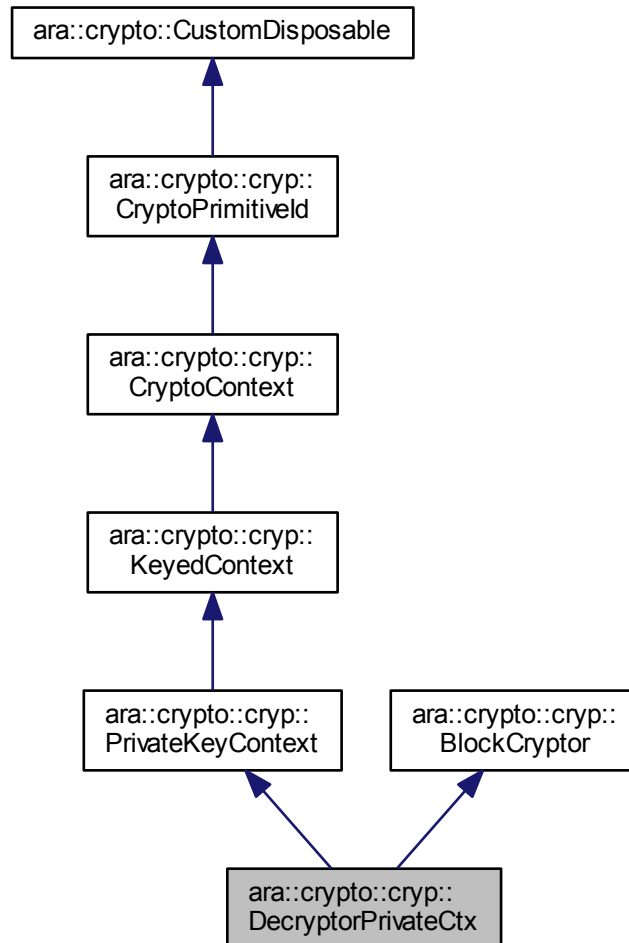 ara::crypto::CustomDisposable
ara::crypto::cryp::
CryptoPrimitiveId
ara::crypto::cryp::
CryptoContext
ara::crypto::cryp::
KeyedContext
ara::crypto::cryp::
PrivateKeyContext
ara::crypto::cryp::
BlockCryptor
ara::crypto::cryp::
DecryptorPrivateCtx